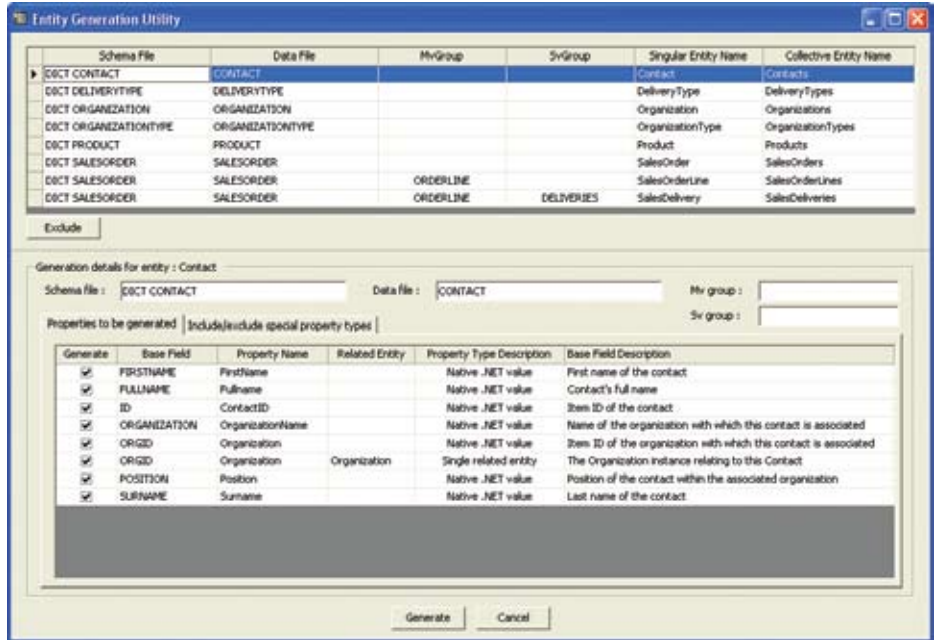 Entity Generation Utility
Schema File Data File MvGroup SvGroup Singular Entity Name Collective Entity Name
DICT CONTACT CONTACT Contact Contacts
DICT DELIVERYTYPE DELIVERYTYPE DeliveryType DeliveryTypes
DICT ORGANIZATION ORGANIZATION Organization Organizations
DICT ORGANIZATIONTYPE ORGANIZATIONTYPE OrganizationType OrganizationTypes
DICT PRODUCT PRODUCT Product Products
DICT SALESORDER SALESORDER SalesOrder SalesOrders
DICT SALESORDER SALESORDER ORDERLINE SalesOrderLine SalesOrderLines
DICT SALESORDER SALESORDER ORDERLINE DELIVERIES SalesDelivery SalesDeliveries
Exclude
Generation details for entity : Contact
Schema file : DICT CONTACT Data file : CONTACT Mv group :
Sv group :
Properties to be generated Include/exclude special property types
Generate Base Field Property Name Related Entity Property Type Description Base Field Description
FIRSTNAME FirstName Native .NET value First name of the contact
FULLNAME Fullname Native .NET value Contact's full name
ID ContactID Native .NET value Item ID of the contact
ORGANIZATION OrganizationName Native .NET value Name of the organization with which this contact is associated
ORGID Organization Native .NET value Item ID of the organization with which this contact is associated
ORGID Organization Organization Single related entity The Organization instance relating to this Contact
POSITION Position Native .NET value Position of the contact within the associated organization
SURNAME Surname Native .NET value Last name of the contact
Generate Cancel